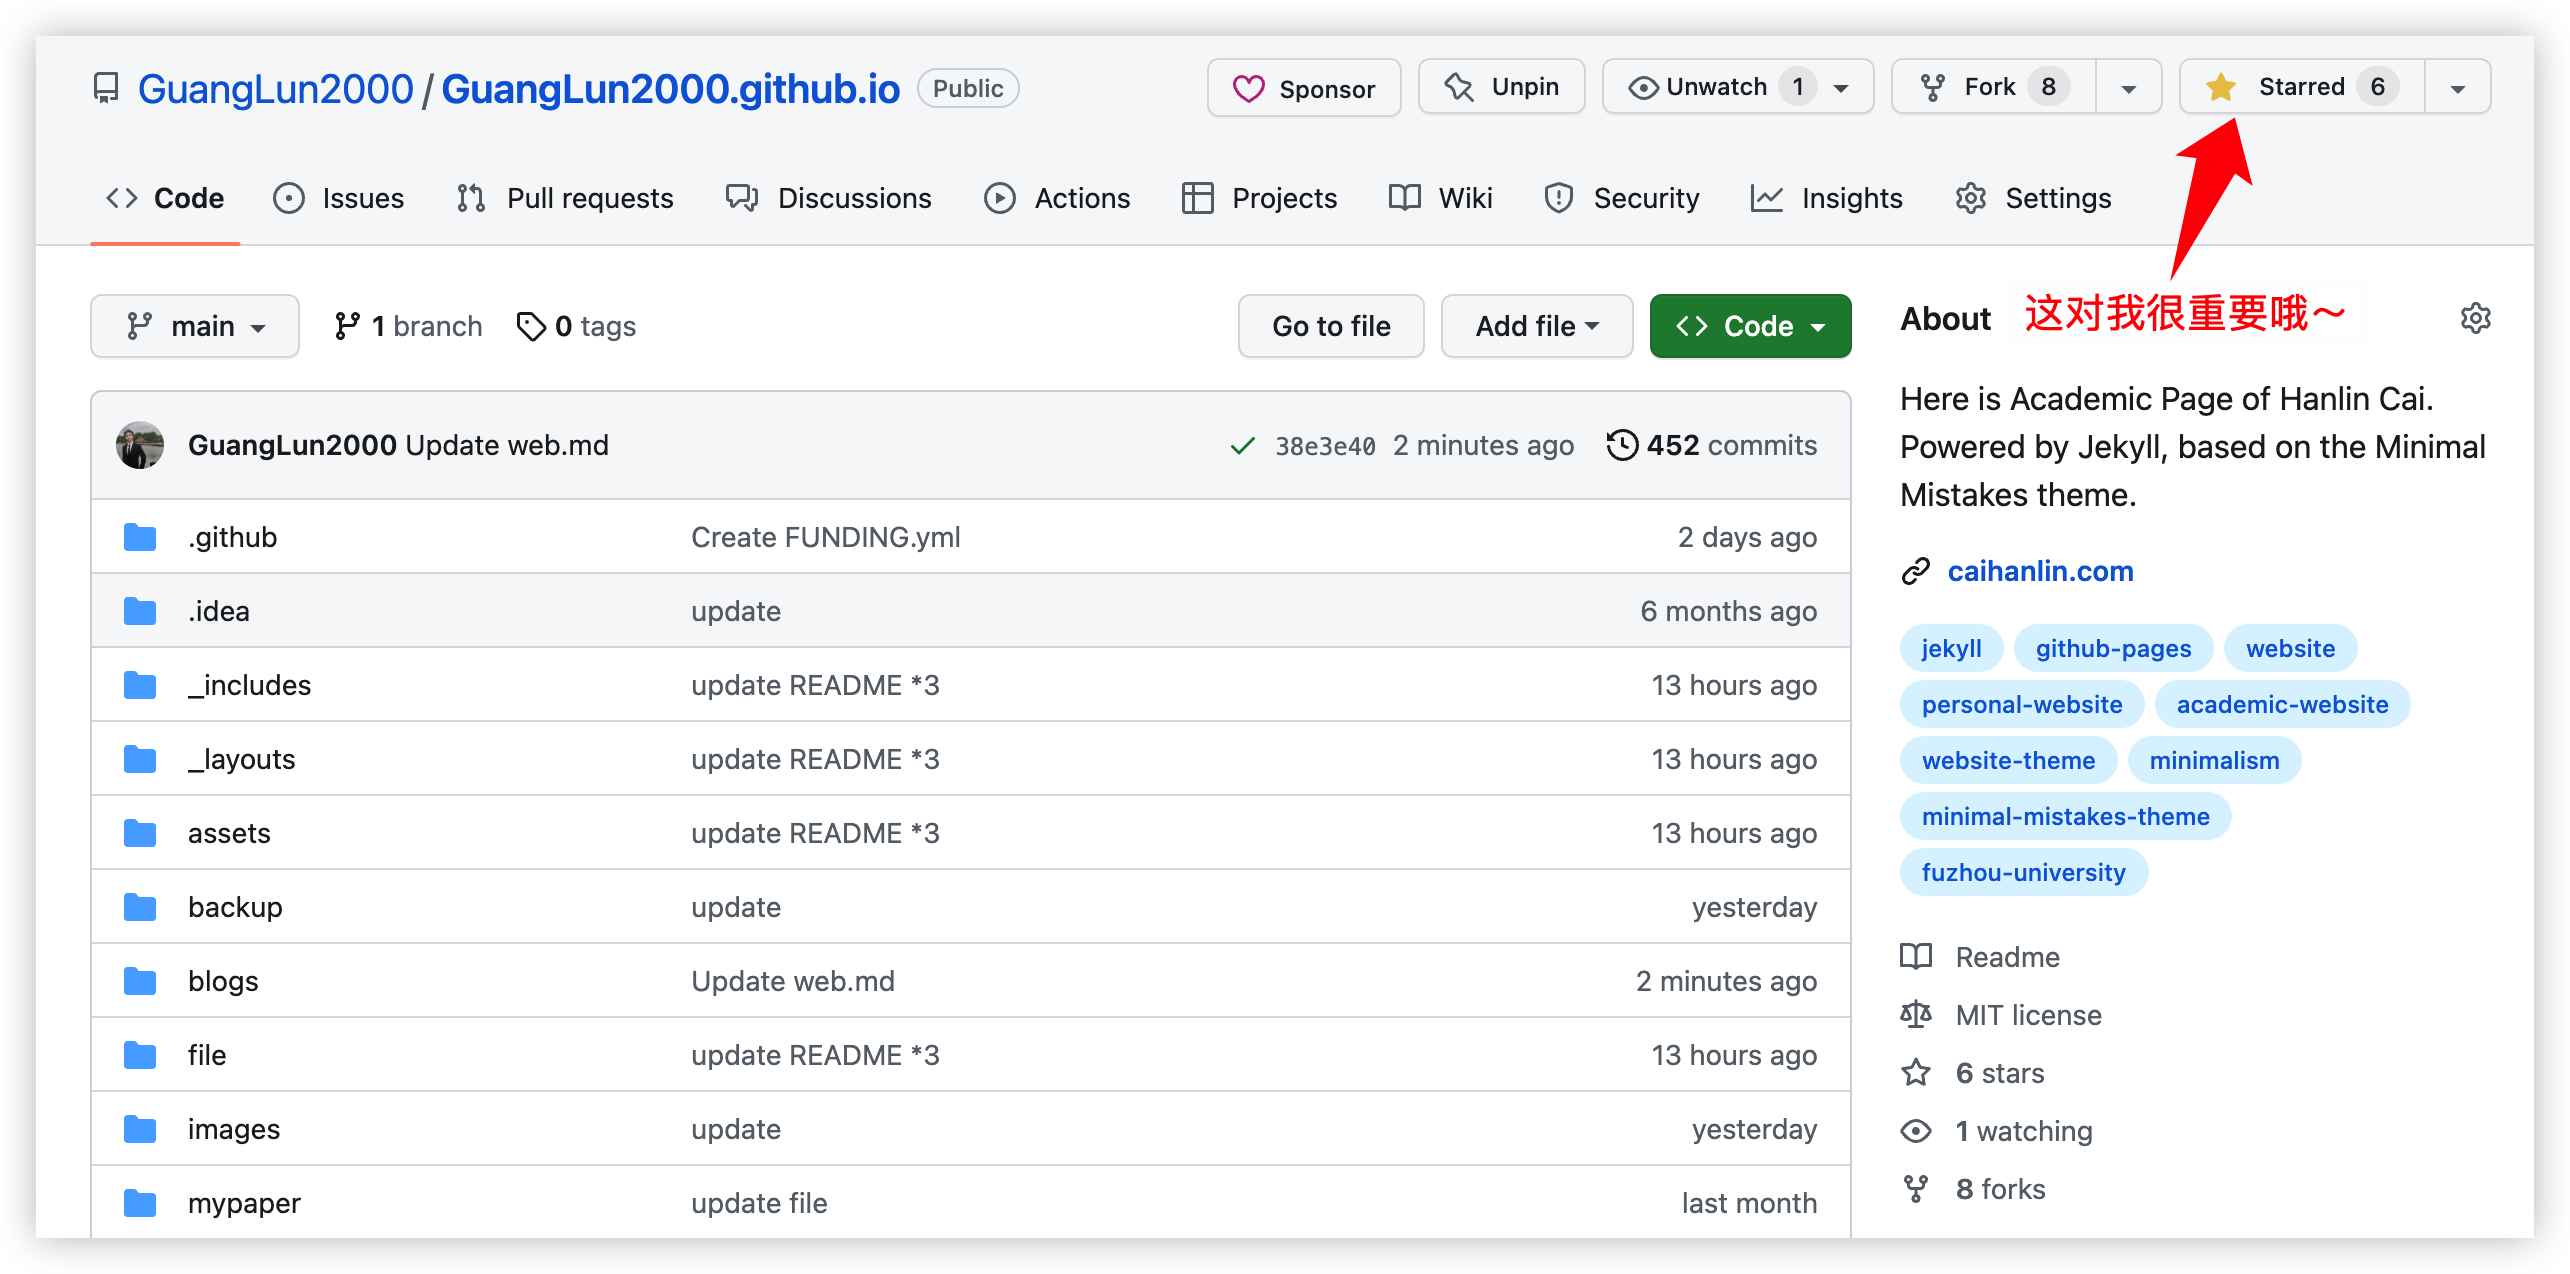 GuangLun2000 / GuangLun2000.github.io Public Sponsor Unpin Unwatch 1 Fork 8 Starred 6
Code Issues Pull requests Discussions Actions Projects Wiki Security Insights Settings
main 1 branch 0 tags Go to file Add file Code
GuangLun2000 Update web.md 38e3e40 2 minutes ago 452 commits
.github Create FUNDING.yml 2 days ago
.idea update 6 months ago
_includes update README *3 13 hours ago
_layouts update README *3 13 hours ago
assets update README *3 13 hours ago
backup update yesterday
blogs Update web.md 2 minutes ago
file update README *3 13 hours ago
images update yesterday
mypaper update file last month
About 这对我很重要哦～
Here is Academic Page of Hanlin Cai.
Powered by Jekyll, based on the Minimal
Mistakes theme.
caihanlin.com
jekyll github-pages website
personal-website academic-website
website-theme minimalism
minimal-mistakes-theme
fuzhou-university
Readme
MIT license
6 stars
1 watching
8 forks